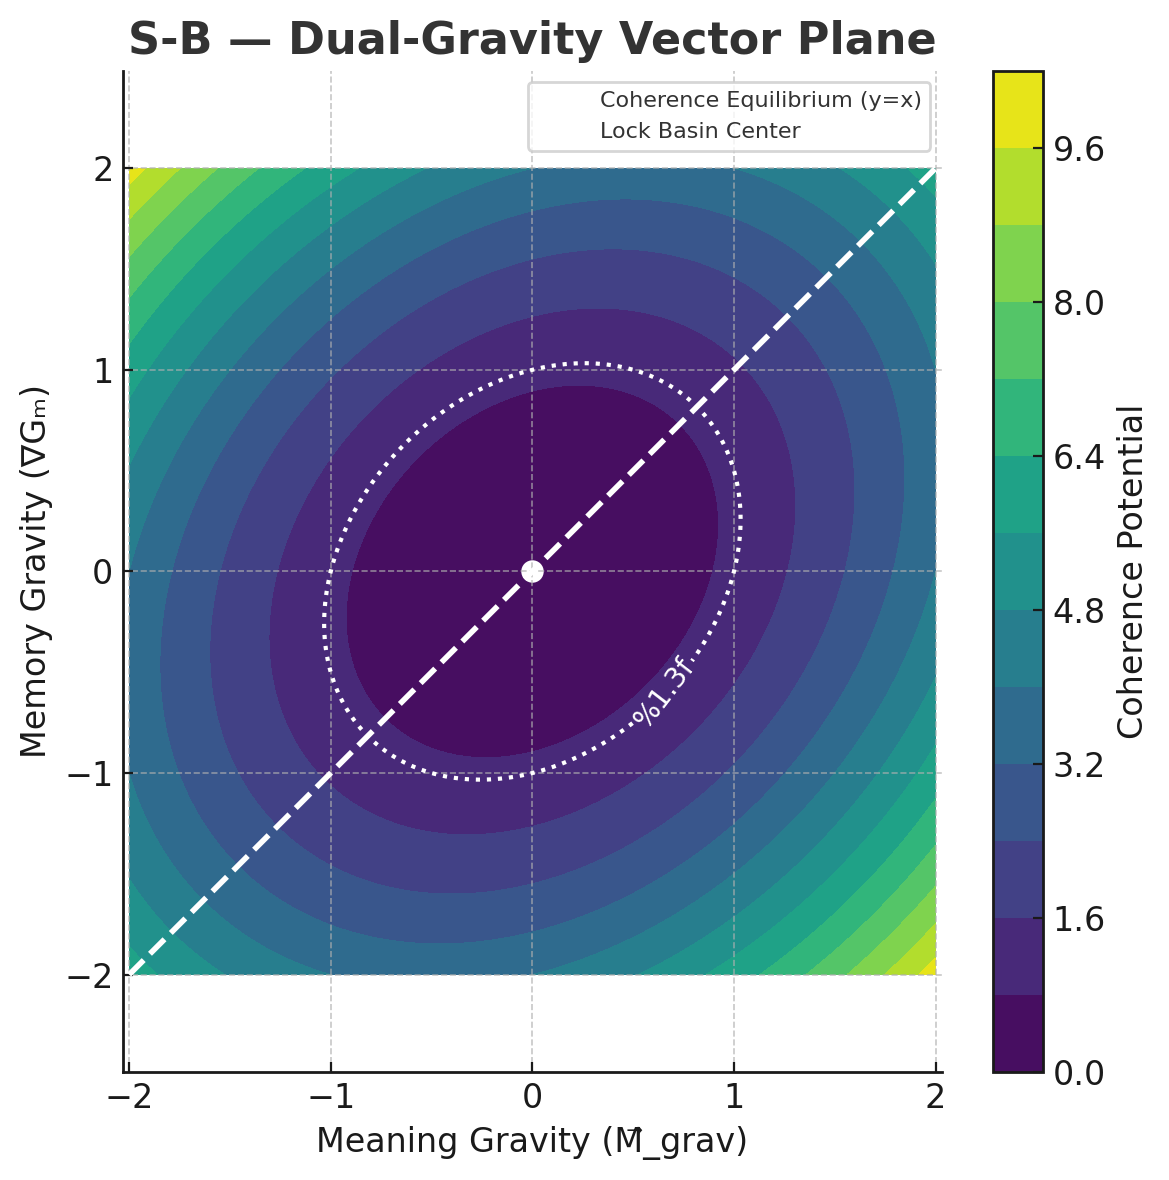 S-B — Dual-Gravity Vector Plane
Coherence Equilibrium (y=x)
Lock Basin Center
2
1
0
−1
−2
Memory Gravity (∇Gₘ)
%1.3f
−2
−1
0
1
2
Meaning Gravity (M⃗_grav)
9.6
8.0
6.4
4.8
3.2
1.6
0.0
Coherence Potential